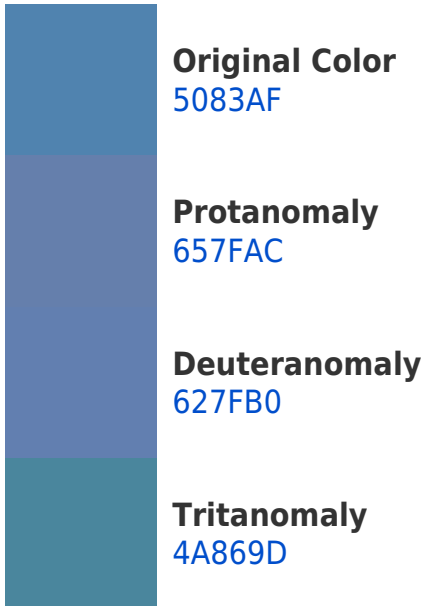 Original Color
5083AF
Protanomaly
657FAC
Deuteranomaly
627FB0
Tritanomaly
4A869D